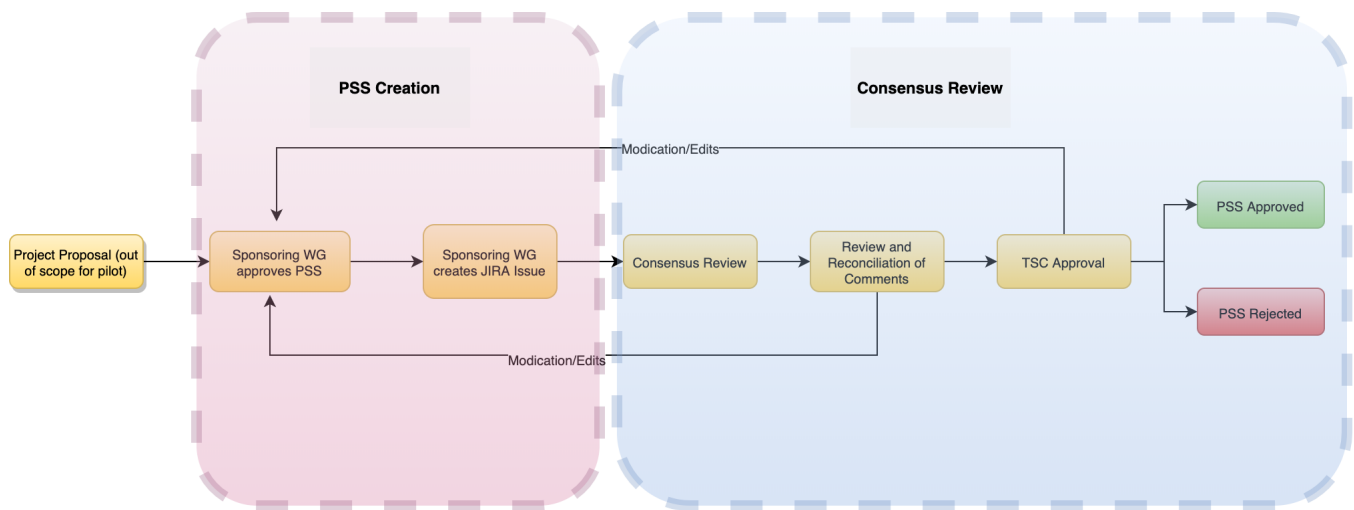 PSS Creation
Consensus Review
Modication/Edits
PSS Approved
Project Proposal (out
of scope for pilot)
Sponsoring WG
approves PSS
Sponsoring WG
creates JIRA Issue
Consensus Review
Review and
Reconciliation of
Comments
TSC Approval
PSS Rejected
Modication/Edits